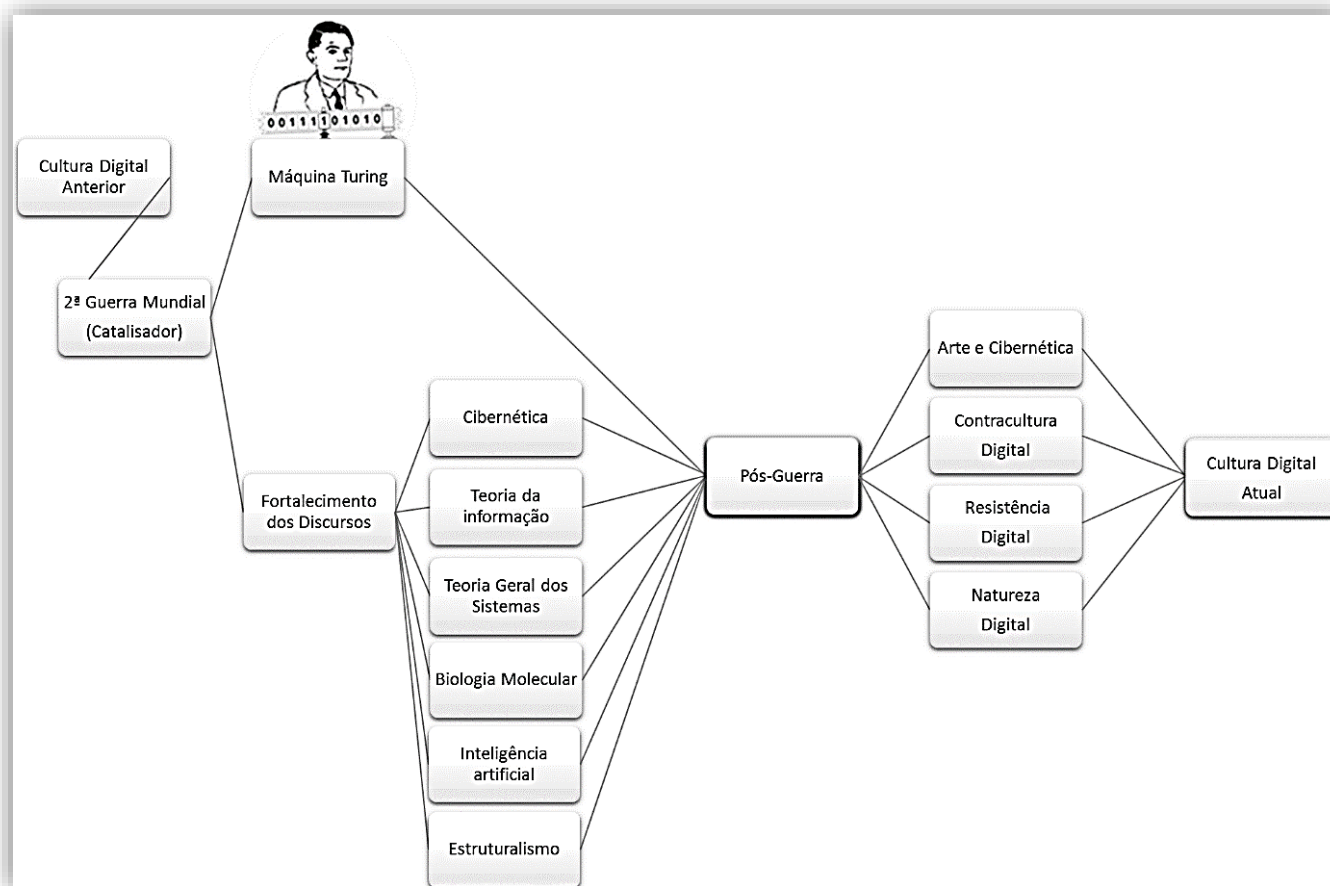 00111101010
Cultura Digital
Anterior
Máquina Turing
2ª Guerra Mundial
(Catalisador)
Fortalecimento
dos Discursos
Cibernética
Teoria da
informação
Teoria Geral dos
Sistemas
Biologia Molecular
Inteligência
artificial
Estruturalismo
Pós-Guerra
Arte e Cibernética
Contracultura
Digital
Resistência
Digital
Natureza
Digital
Cultura Digital
Atual